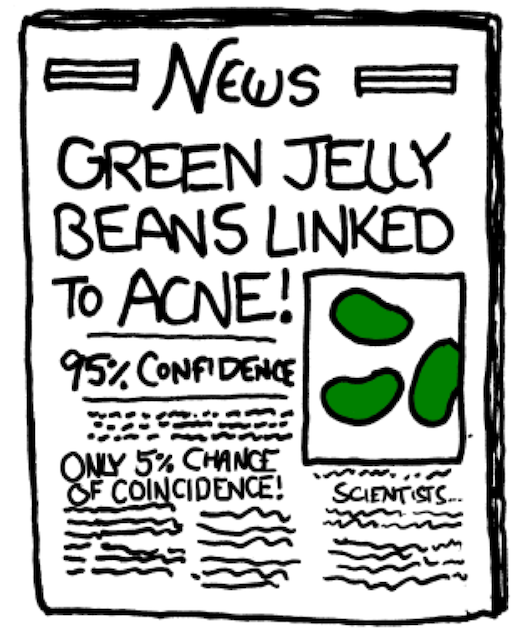 NEWS
GREEN JELLY
BEANS LINKED
TO ACNE!
95% CONFIDENCE
ONLY 5% CHANCE
OF COINCIDENCE!
SCIENTISTS...